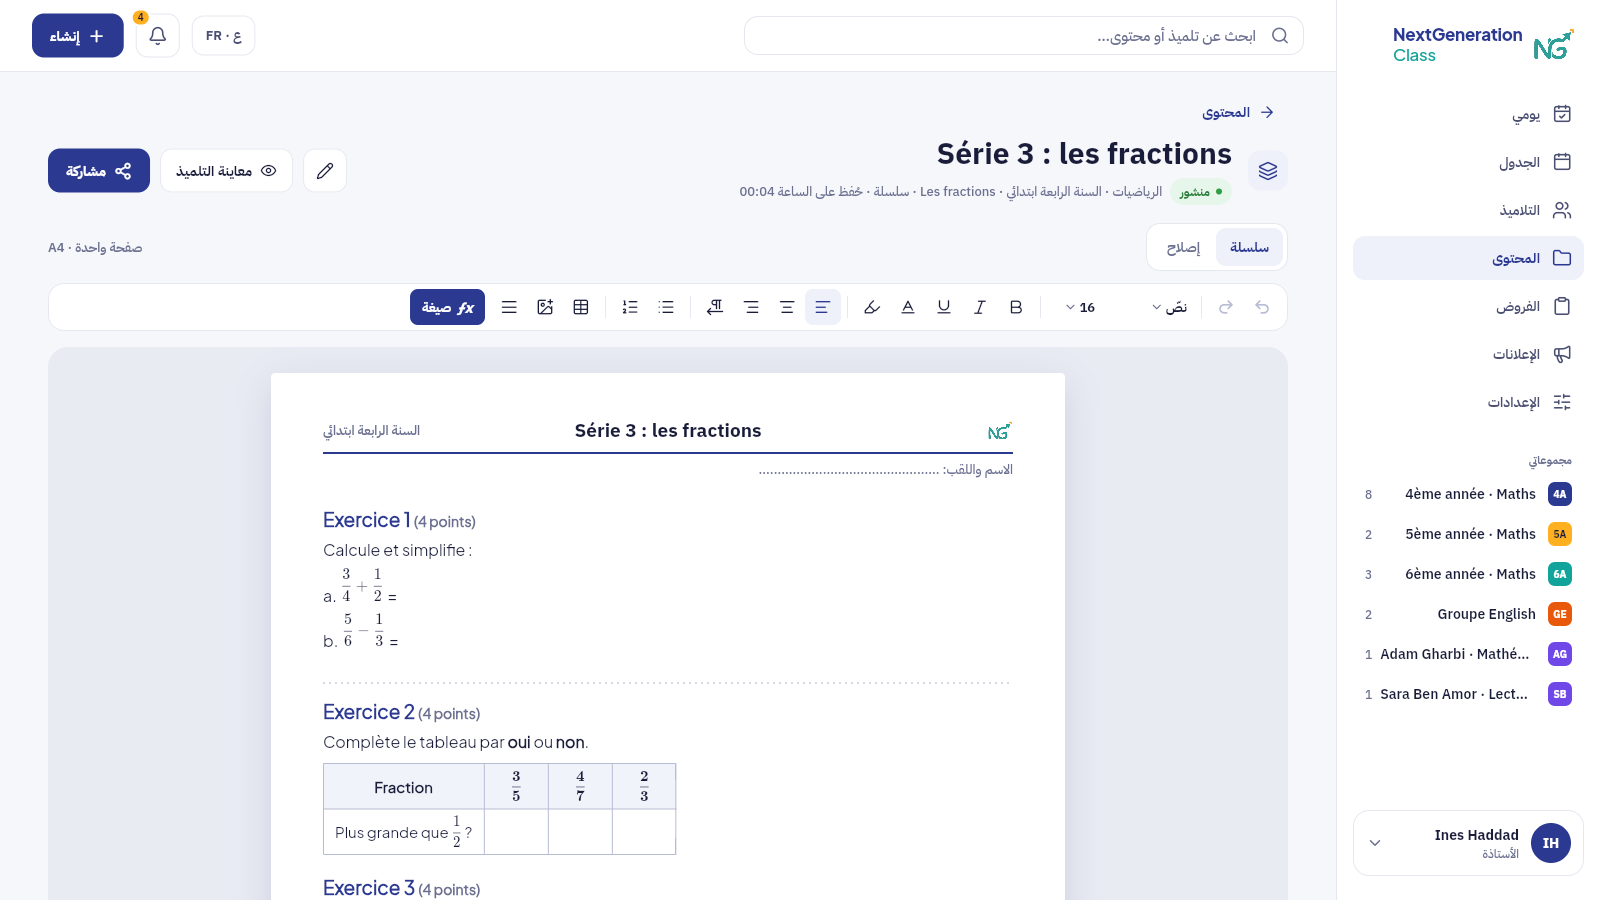 NextGeneration
Class
NG
يومي
الجدول
التلاميذ
المحتوى
الفروض
الإعلانات
الإعدادات
مجموعاتي
4A 4ème année · Maths 8
5A 5ème année · Maths 2
6A 6ème année · Maths 3
GE Groupe English 2
AG Adam Gharbi · Mathé... 1
SB Sara Ben Amor · Lect... 1
IH Ines Haddad
الأستاذة
ابحث عن تلميذ أو محتوى...
ع · FR
4
إنشاء
المحتوى
Série 3 : les fractions
منشور الرياضيات · السنة الرابعة ابتدائي · Les fractions · سلسلة · حُفظ على الساعة 00:04
معاينة التلميذ
مشاركة
سلسلة إصلاح
صفحة واحدة · A4
نصّ 16 B I U A fx صيغة
NG Série 3 : les fractions السنة الرابعة ابتدائي
الاسم واللقب: ................................................
Exercice 1 (4 points)
Calcule et simplifie :
a. 3/4 + 1/2 =
b. 5/6 − 1/3 =
Exercice 2 (4 points)
Complète le tableau par oui ou non.
Fraction 3/5 4/7 2/3
Plus grande que 1/2 ?
Exercice 3 (4 points)